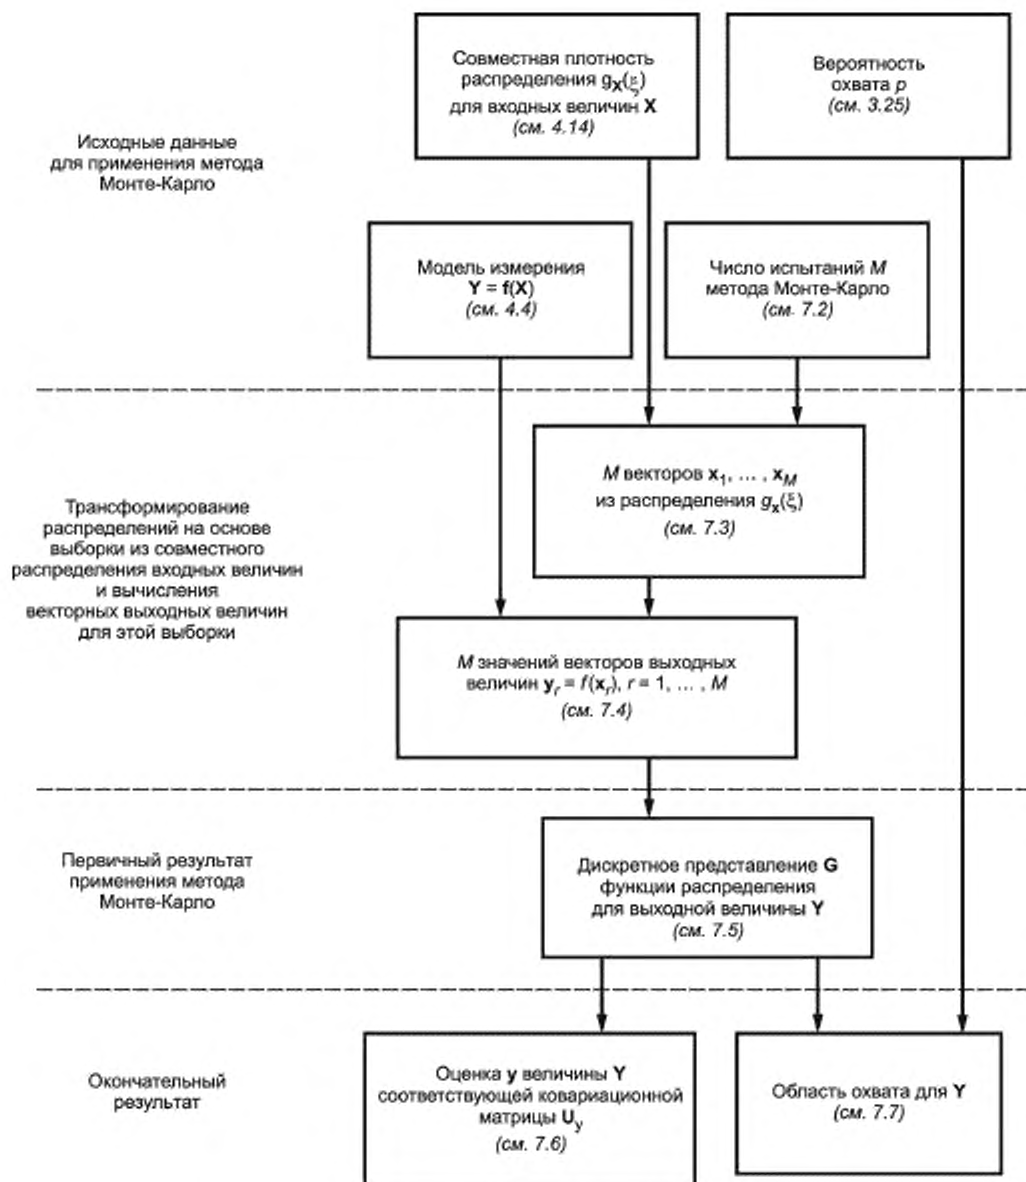 Совместная плотность
распределения gX(ξ)
для входных величин X
(см. 4.14)
Вероятность
охвата p
(см. 3.25)
Исходные данные
для применения метода
Монте-Карло
Модель измерения
Y = f(X)
(см. 4.4)
Число испытаний M
метода Монте-Карло
(см. 7.2)
M векторов x1, ... , xM
из распределения gx(ξ)
(см. 7.3)
Трансформирование
распределений на основе
выборки из совместного
распределения входных величин
и вычисления
векторных выходных величин
для этой выборки
M значений векторов выходных
величин yr = f(xr), r = 1, ... , M
(см. 7.4)
Первичный результат
применения метода
Монте-Карло
Дискретное представление G
функции распределения
для выходной величины Y
(см. 7.5)
Окончательный
результат
Оценка y величины Y
соответствующей ковариационной
матрицы Uy
(см. 7.6)
Область охвата для Y
(см. 7.7)